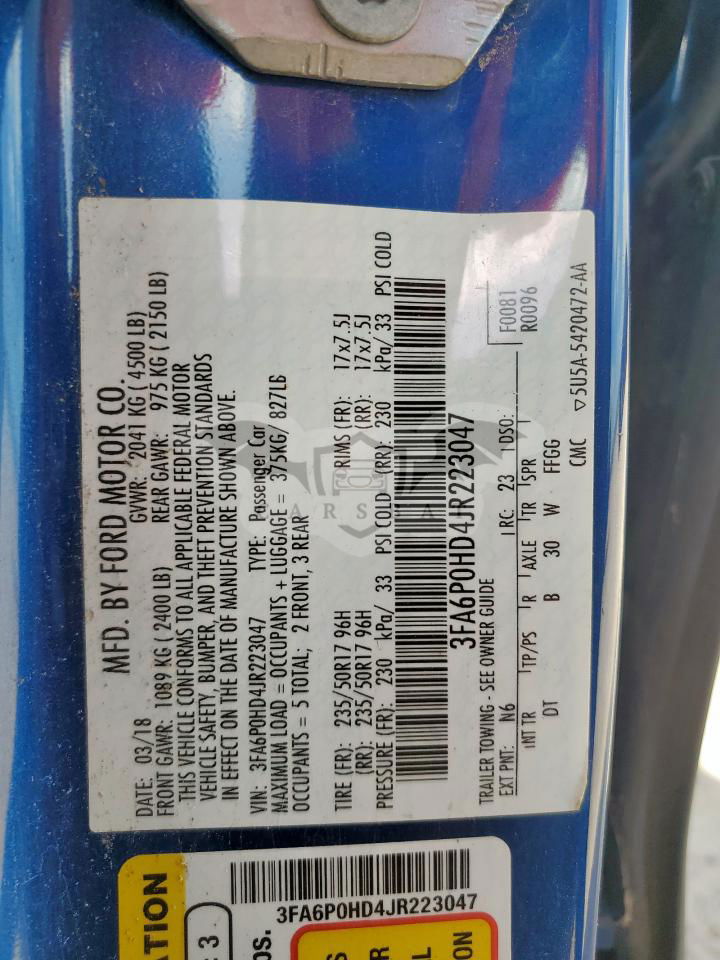 MFD. BY FORD MOTOR CO.
DATE: 03/18 GVWR: 2041 KG ( 4500 LB)
FRONT GAWR: 1089 KG ( 2400 LB) REAR GAWR: 975 KG ( 2150 LB)
THIS VEHICLE CONFORMS TO ALL APPLICABLE FEDERAL MOTOR
VEHICLE SAFETY, BUMPER, AND THEFT PREVENTION STANDARDS
IN EFFECT ON THE DATE OF MANUFACTURE SHOWN ABOVE.
VIN: 3FA6P0HD4JR223047 TYPE: Passenger Car
MAXIMUM LOAD = OCCUPANTS + LUGGAGE = 375KG/ 827LB
OCCUPANTS = 5 TOTAL; 2 FRONT, 3 REAR
TIRE (FR): 235/50R17 96H RIMS (FR): 17x7.5J
(RR): 235/50R17 96H (RR): 17x7.5J
PRESSURE (FR): 230 kPa/ 33 PSI COLD (RR): 230 kPa/ 33 PSI COLD
3FA6P0HD4JR223047
TRAILER TOWING - SEE OWNER GUIDE F0081
EXT PNT: N6 RC: 23 DSO: R0096
INT TR TP/PS R AXLE TR SPR
DT B 30 W FFGG
CMC ▽5U5A-5420472-AA
3FA6P0HD4JR223047
ATION
3
OS.
ON